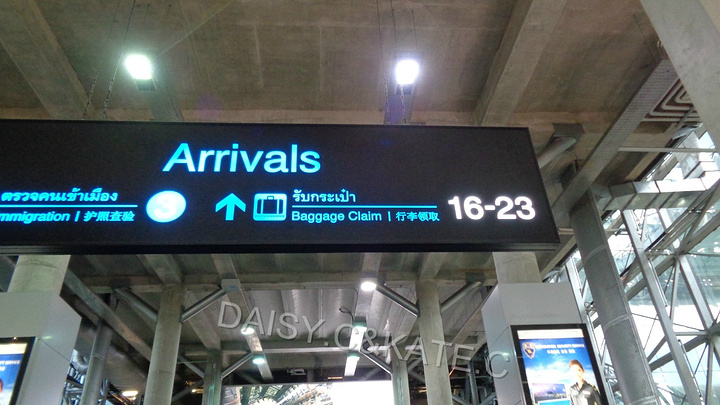 Arrivals
ตรวจคนเข้าเมือง
mmigration | 护照查验
รับกระเป๋า
Baggage Claim | 行李领取
16-23
DAISY.C&KATE.C